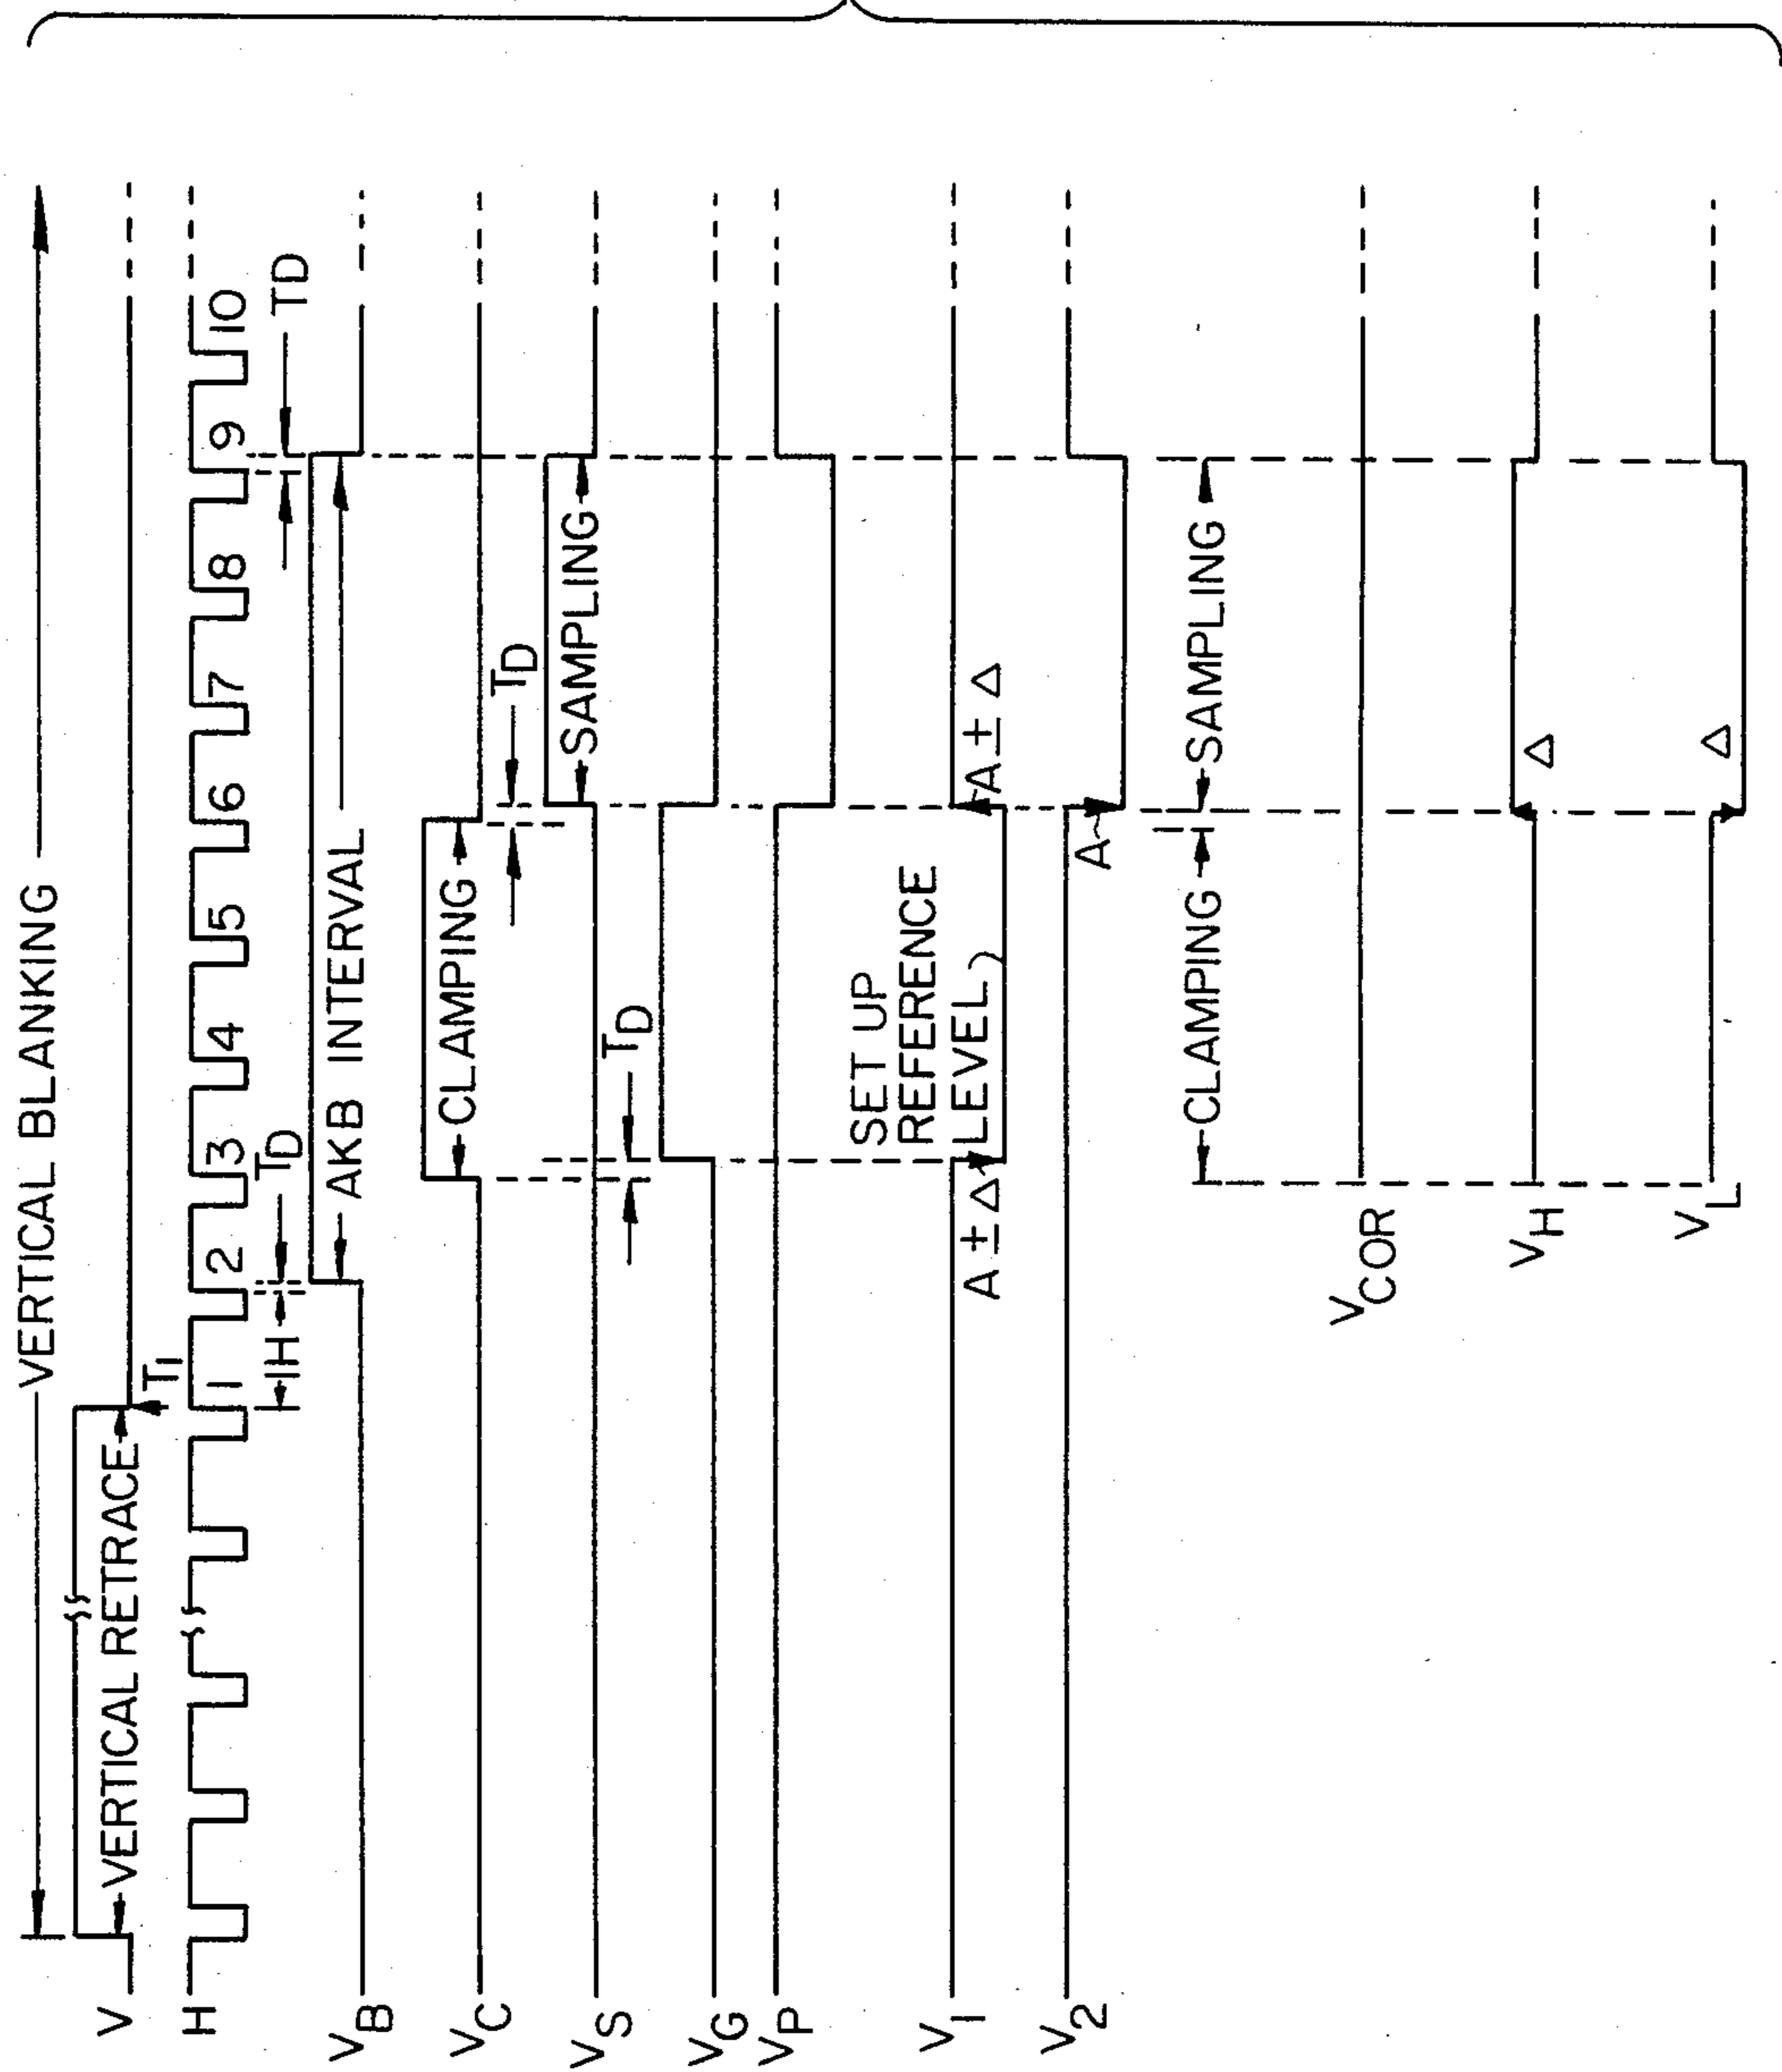 VERTICAL BLANKING
V
VERTICAL RETRACE
T1
H
1 2 3 4 5 6 7 8 9 10
1H
TD
TD
VB
AKB INTERVAL
VC
CLAMPING
TD
VS
SAMPLING
TD
VG
VP
SET UP
REFERENCE
LEVEL
V1
A ± Δ
A ± Δ
V2
A
CLAMPING
SAMPLING
VCOR
VH
Δ
VL
Δ